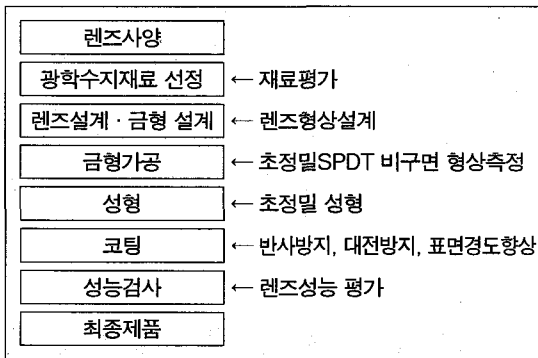 렌즈사양
광학수지재료 선정 ← 재료평가
렌즈설계 · 금형 설계 ← 렌즈형상설계
금형가공 ← 초정밀SPDT 비구면 형상측정
성형 ← 초정밀 성형
코팅 ← 반사방지, 대전방지, 표면경도향상
성능검사 ← 렌즈성능 평가
최종제품